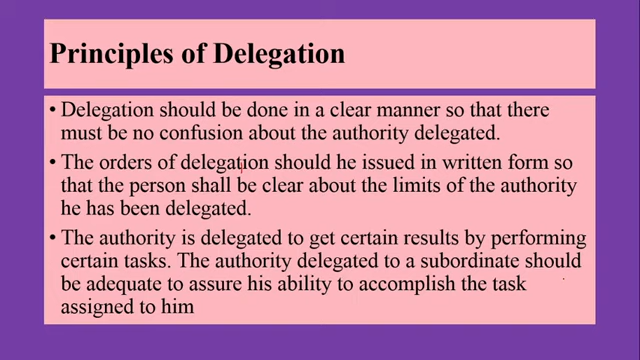 Principles of Delegation
• Delegation should be done in a clear manner so that there
must be no confusion about the authority delegated.
• The orders of delegation should he issued in written form so
that the person shall be clear about the limits of the authority
he has been delegated.
• The authority is delegated to get certain results by performing
certain tasks. The authority delegated to a subordinate should
be adequate to assure his ability to accomplish the task
assigned to him